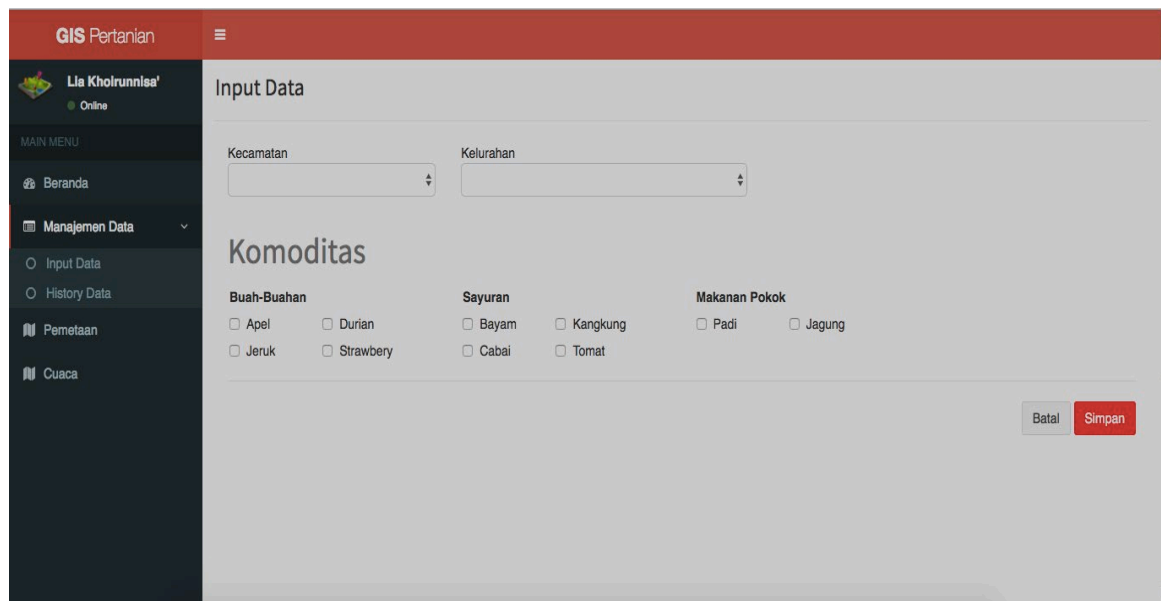 GIS Pertanian
Lia Khoirunnisa'
Online
MAIN MENU
Beranda
Manajemen Data
Input Data
History Data
Pemetaan
Cuaca
Input Data
Kecamatan Kelurahan
Komoditas
Buah-Buahan Sayuran Makanan Pokok
Apel Durian Bayam Kangkung Padi Jagung
Jeruk Strawbery Cabai Tomat
Batal Simpan